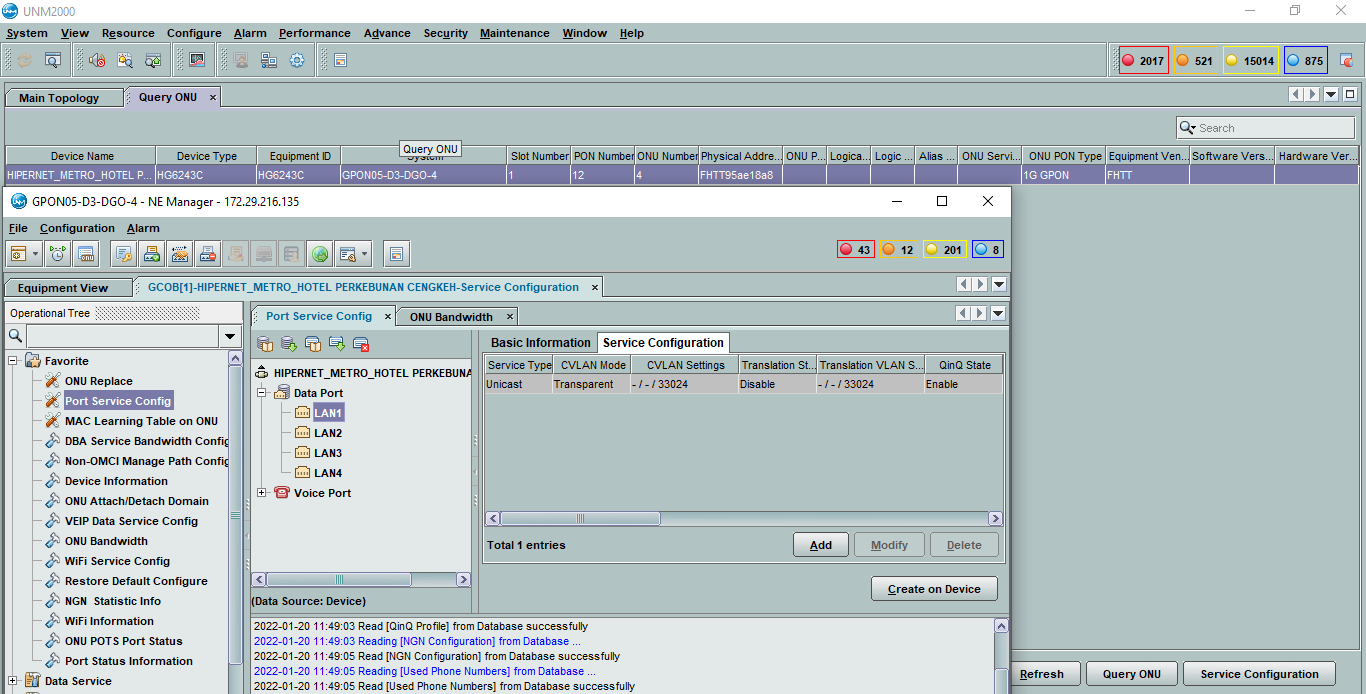 UNM2000
System View Resource Configure Alarm Performance Advance Security Maintenance Window Help
2017 521 15014 875
Main Topology Query ONU
Search
Device Name Device Type Equipment ID System Slot Number PON Number ONU Number Physical Addre... ONU P... Logica... Logic ... Alias ... ONU Servi... ONU PON Type Equipment Ven... Software Vers... Hardware Ver...
Query ONU
HIPERNET_METRO_HOTEL P... HG6243C HG6243C GPON05-D3-DGO-4 1 12 4 FHTT95ae18a8 1G GPON FHTT
GPON05-D3-DGO-4 - NE Manager - 172.29.216.135
File Configuration Alarm
43 12 201 8
Equipment View GCOB[1]-HIPERNET_METRO_HOTEL PERKEBUNAN CENGKEH-Service Configuration
Operational Tree
Favorite
ONU Replace
Port Service Config
MAC Learning Table on ONU
DBA Service Bandwidth Config
Non-OMCI Manage Path Config
Device Information
ONU Attach/Detach Domain
VEIP Data Service Config
ONU Bandwidth
WiFi Service Config
Restore Default Configure
NGN Statistic Info
WiFi Information
ONU POTS Port Status
Port Status Information
Data Service
Port Service Config ONU Bandwidth
HIPERNET_METRO_HOTEL PERKEBUNA
Data Port
LAN1
LAN2
LAN3
LAN4
Voice Port
(Data Source: Device)
Basic Information Service Configuration
Service Type CVLAN Mode CVLAN Settings Translation St... Translation VLAN S... QinQ State
Unicast Transparent - / - / 33024 Disable - / - / 33024 Enable
Total 1 entries Add Modify Delete
Create on Device
2022-01-20 11:49:03 Read [QinQ Profile] from Database successfully
2022-01-20 11:49:05 Reading [NGN Configuration] from Database ...
2022-01-20 11:49:05 Read [NGN Configuration] from Database successfully
2022-01-20 11:49:05 Reading [Used Phone Numbers] from Database ...
2022-01-20 11:49:05 Read [Used Phone Numbers] from Database successfully
Refresh Query ONU Service Configuration